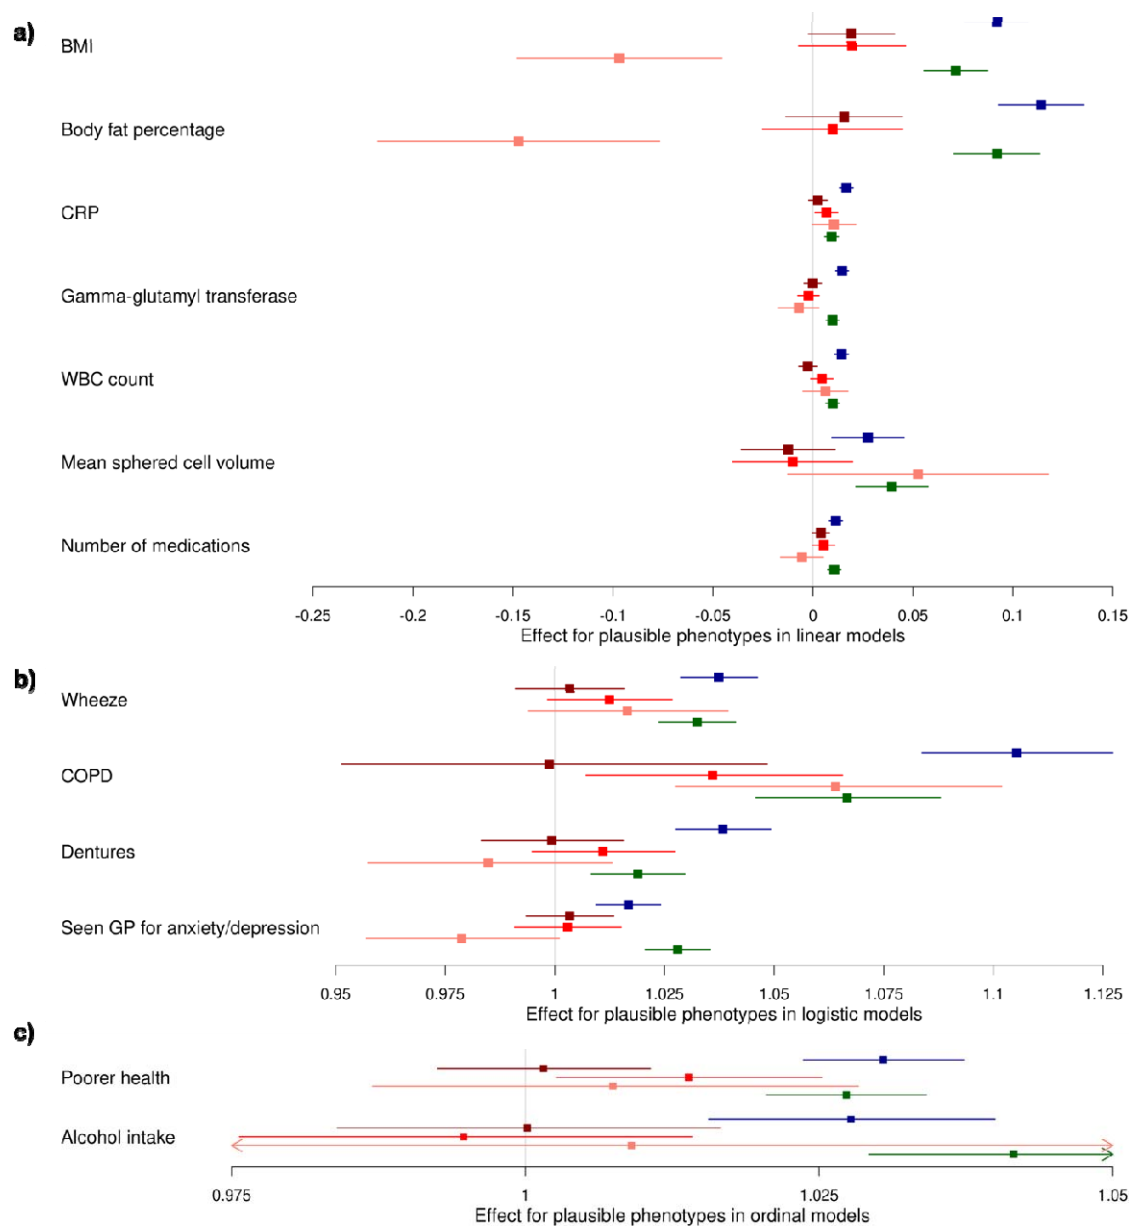 a)
BMI
Body fat percentage
CRP
Gamma-glutamyl transferase
WBC count
Mean sphered cell volume
Number of medications
-0.25 -0.2 -0.15 -0.1 -0.05 0 0.05 0.1 0.15
Effect for plausible phenotypes in linear models
b)
Wheeze
COPD
Dentures
Seen GP for anxiety/depression
0.95 0.975 1 1.025 1.05 1.075 1.1 1.125
Effect for plausible phenotypes in logistic models
c)
Poorer health
Alcohol intake
0.975 1 1.025 1.05
Effect for plausible phenotypes in ordinal models